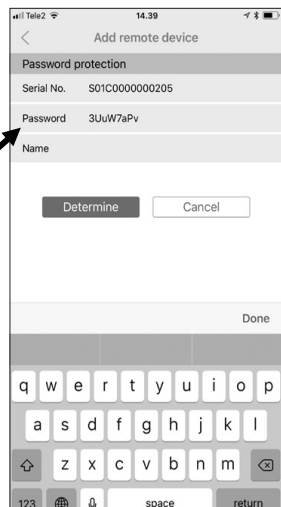 Tele2 14.39
Add remote device
Password protection
Serial No. S01C0000000205
Password 3UuW7aPv
Name
Determine Cancel
Done
q w e r t y u i o p
a s d f g h j k l
z x c v b n m
123 space return